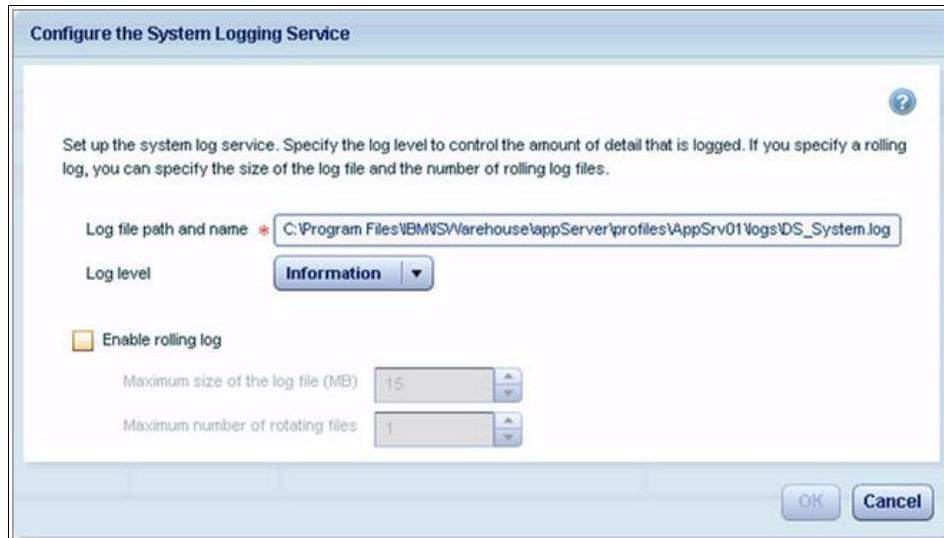 Configure the System Logging Service
?
Set up the system log service. Specify the log level to control the amount of detail that is logged. If you specify a rolling
log, you can specify the size of the log file and the number of rolling log files.
Log file path and name * C:\Program Files\IBM\ISWarehouse\appServer\profiles\AppSrv01\logs\DS_System.log
Log level Information
Enable rolling log
Maximum size of the log file (MB) 15
Maximum number of rotating files 1
OK Cancel